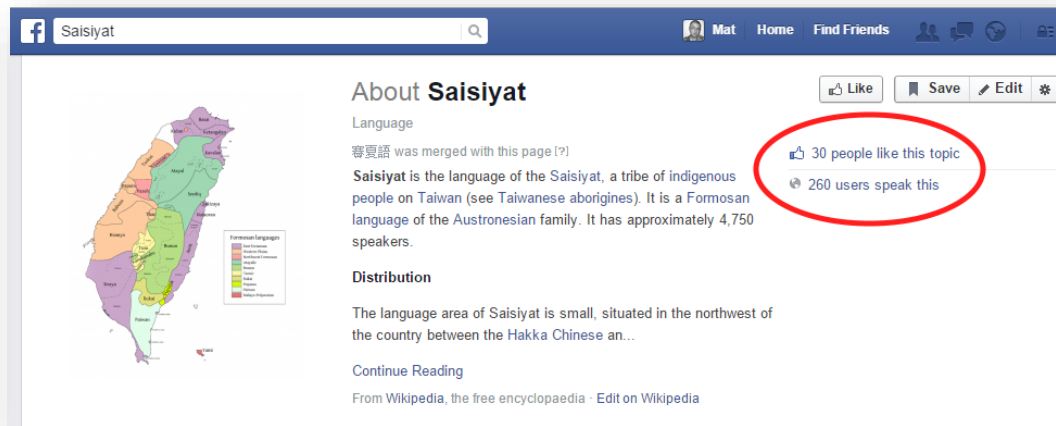 f
Saisiyat
Mat Home Find Friends
About Saisiyat
Like
Save
Edit
Language
賽夏語 was merged with this page [?]
Saisiyat is the language of the Saisiyat, a tribe of indigenous
people on Taiwan (see Taiwanese aborigines). It is a Formosan
language of the Austronesian family. It has approximately 4,750
speakers.
30 people like this topic
260 users speak this
Distribution
The language area of Saisiyat is small, situated in the northwest of
the country between the Hakka Chinese an...
Continue Reading
From Wikipedia, the free encyclopaedia · Edit on Wikipedia
Formosan languages